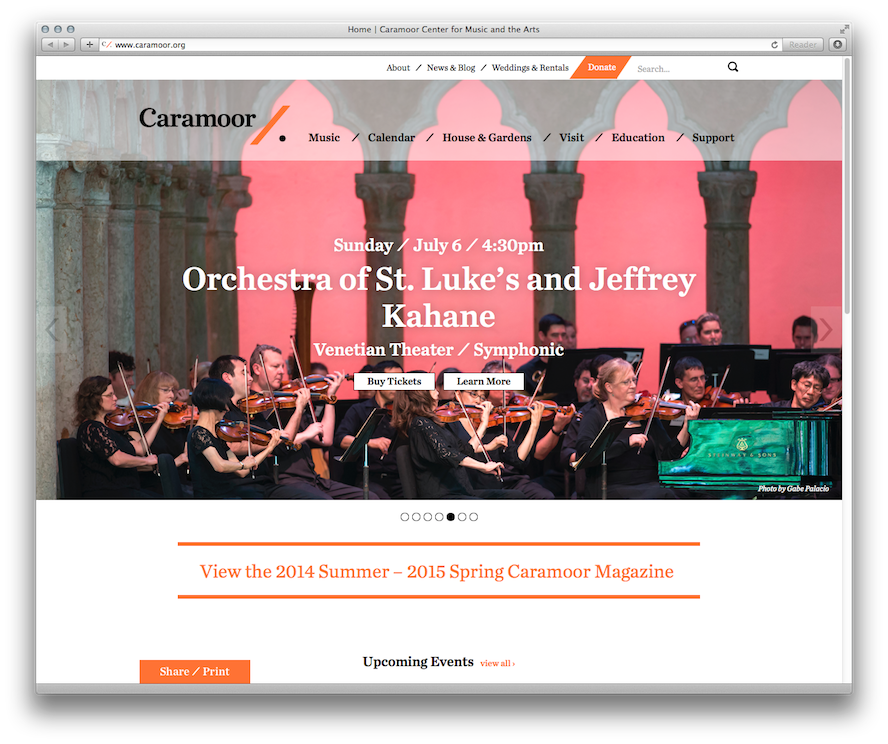 Home | Caramoor Center for Music and the Arts
C/ www.caramoor.org
Reader
About / News & Blog / Weddings & Rentals Donate Search...
Caramoor
Music / Calendar / House & Gardens / Visit / Education / Support
Sunday / July 6 / 4:30pm
Orchestra of St. Luke's and Jeffrey
Kahane
Venetian Theater / Symphonic
Buy Tickets Learn More
STEINWAY & SONS
Photo by Gabe Palacio
View the 2014 Summer – 2015 Spring Caramoor Magazine
Upcoming Events view all ›
Share / Print